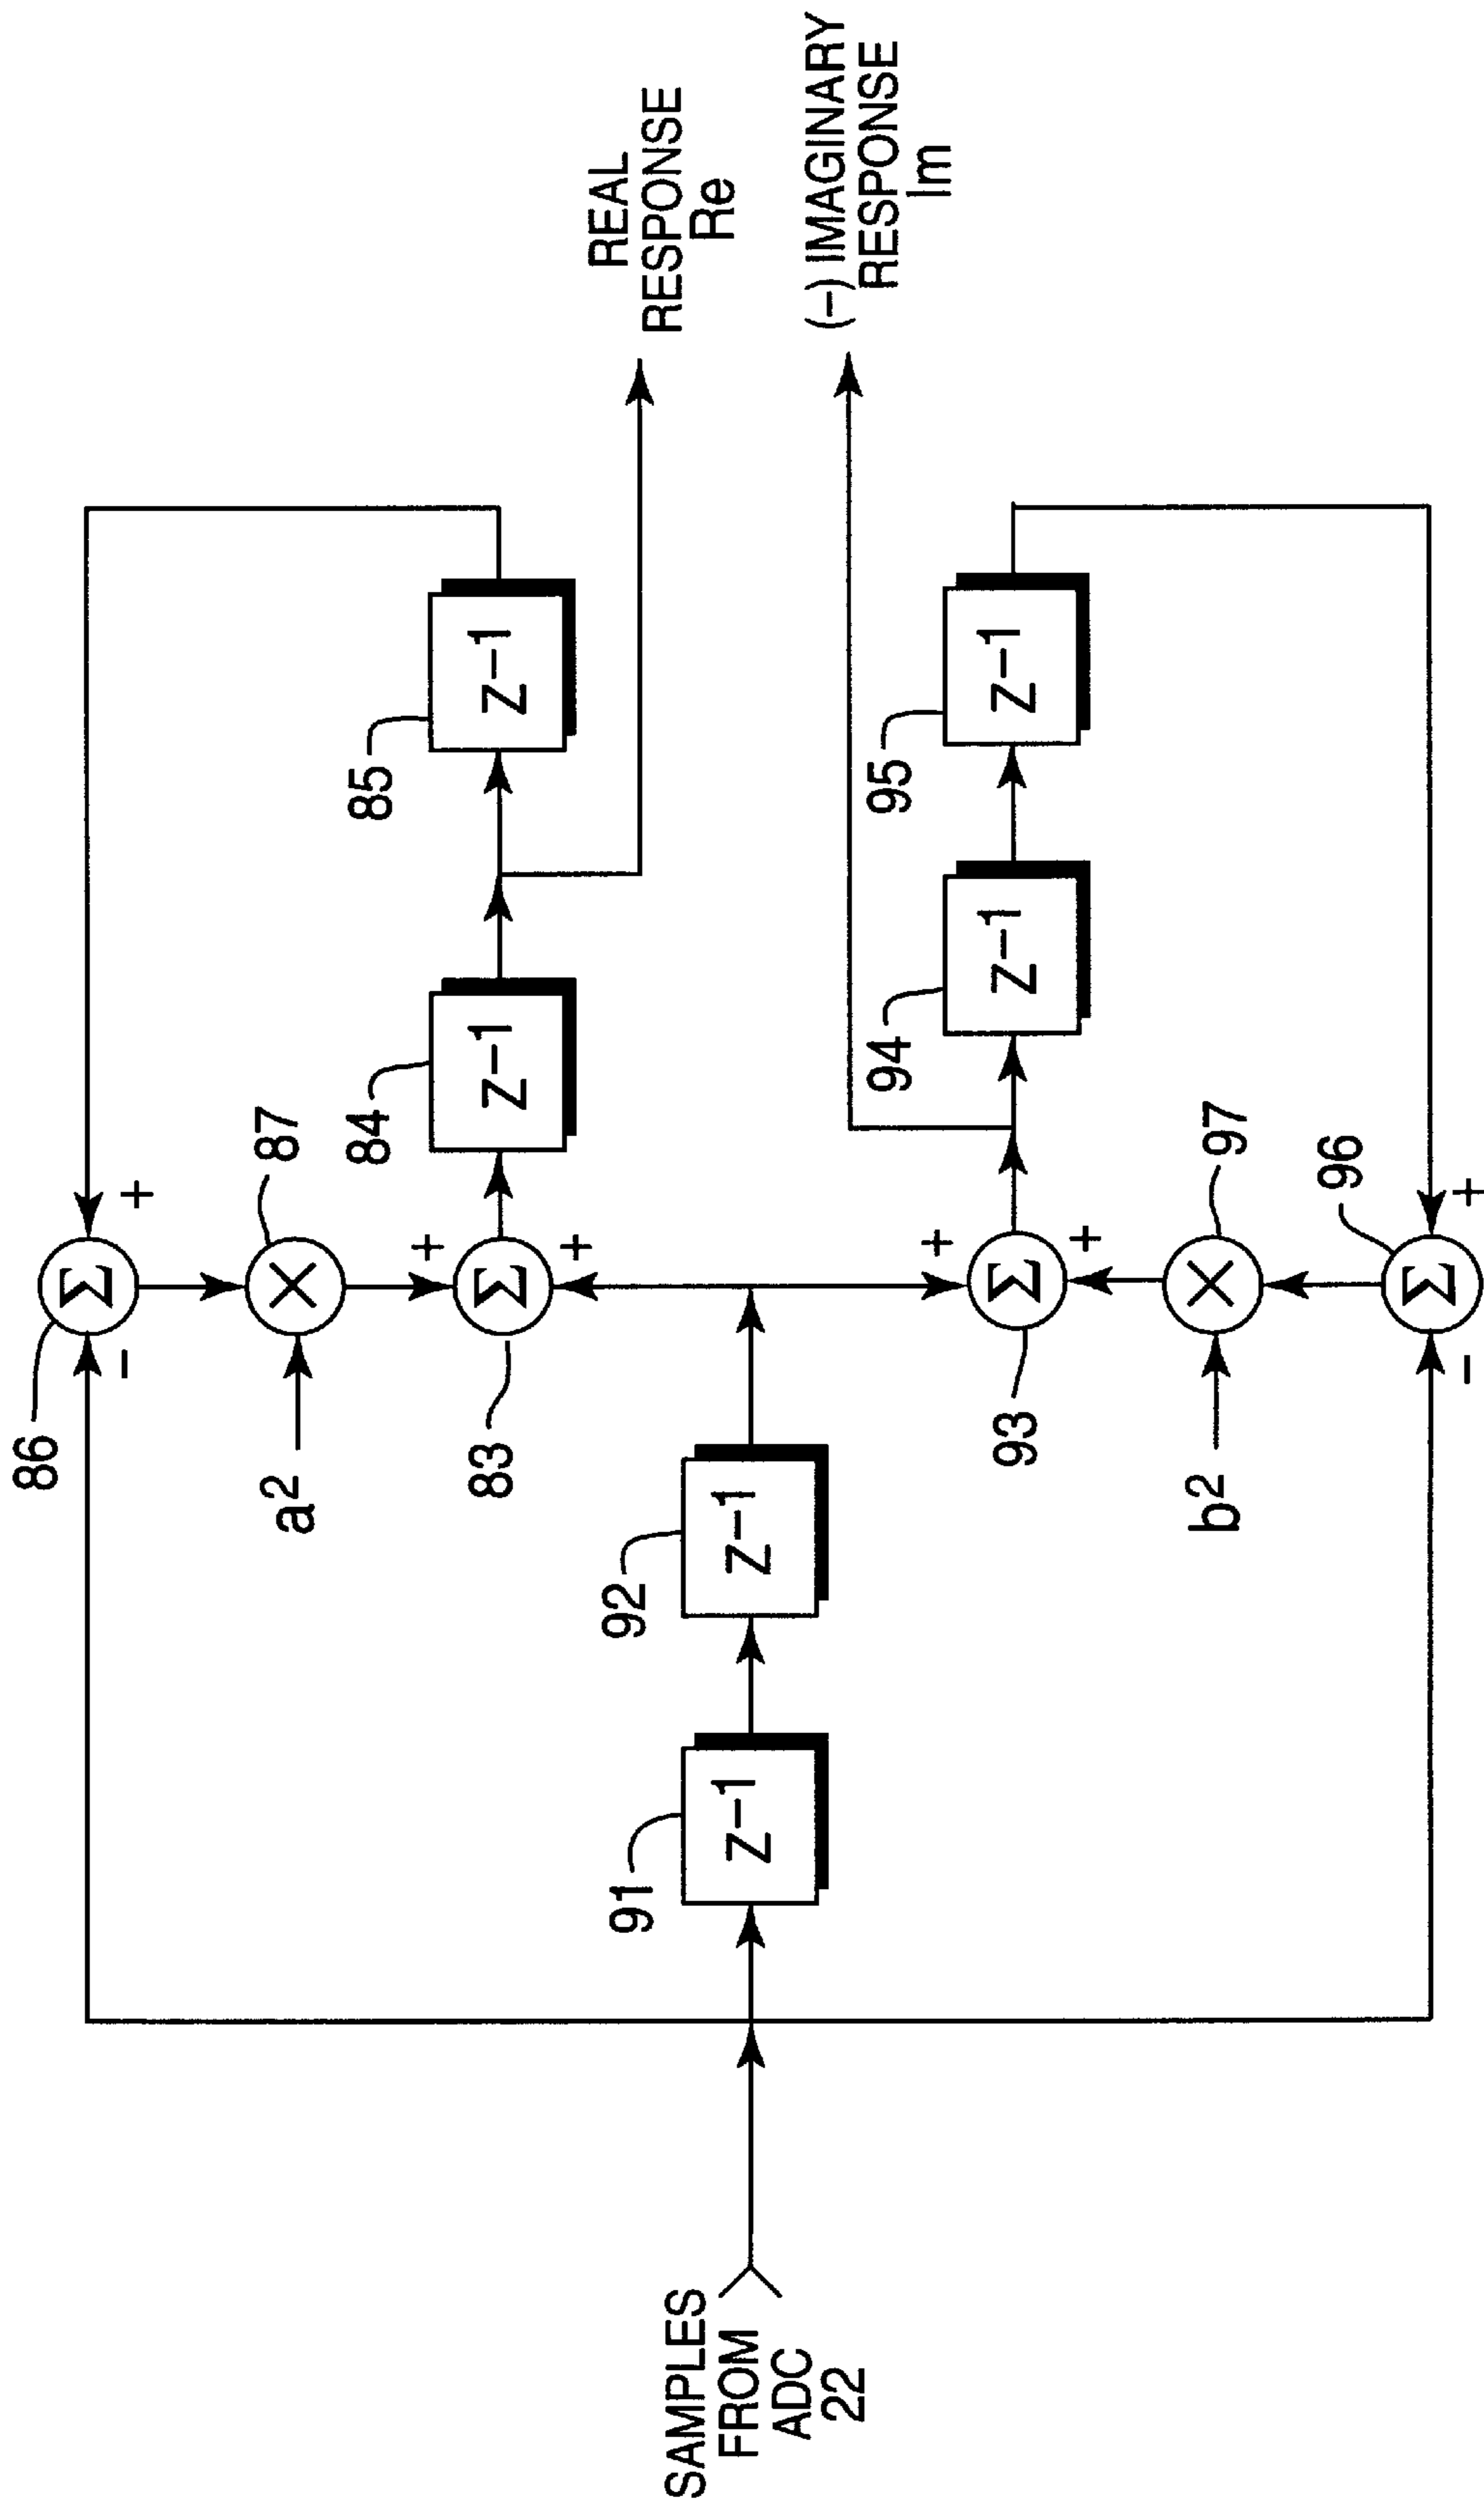 86
Σ
+
−
a²
×
87
83
Σ
+
+
84
z⁻¹
85
z⁻¹
REAL
RESPONSE
Re
SAMPLES
FROM
ADC
22
91
z⁻¹
92
z⁻¹
(−) IMAGINARY
RESPONSE
Im
93
Σ
+
+
94
z⁻¹
95
z⁻¹
b²
×
97
96
Σ
+
−